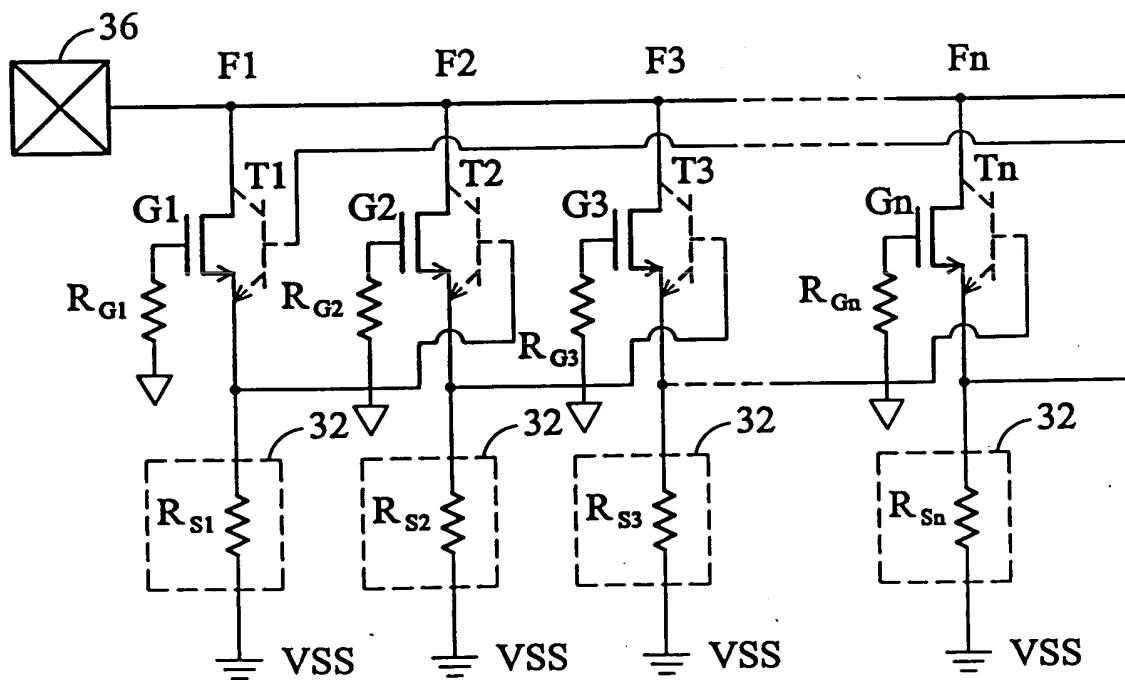 36
F1 F2 F3 Fn
T1 T2 T3 Tn
G1 G2 G3 Gn
RG1 RG2 RG3 RGn
32 32 32 32
RS1 RS2 RS3 RSn
VSS VSS VSS VSS